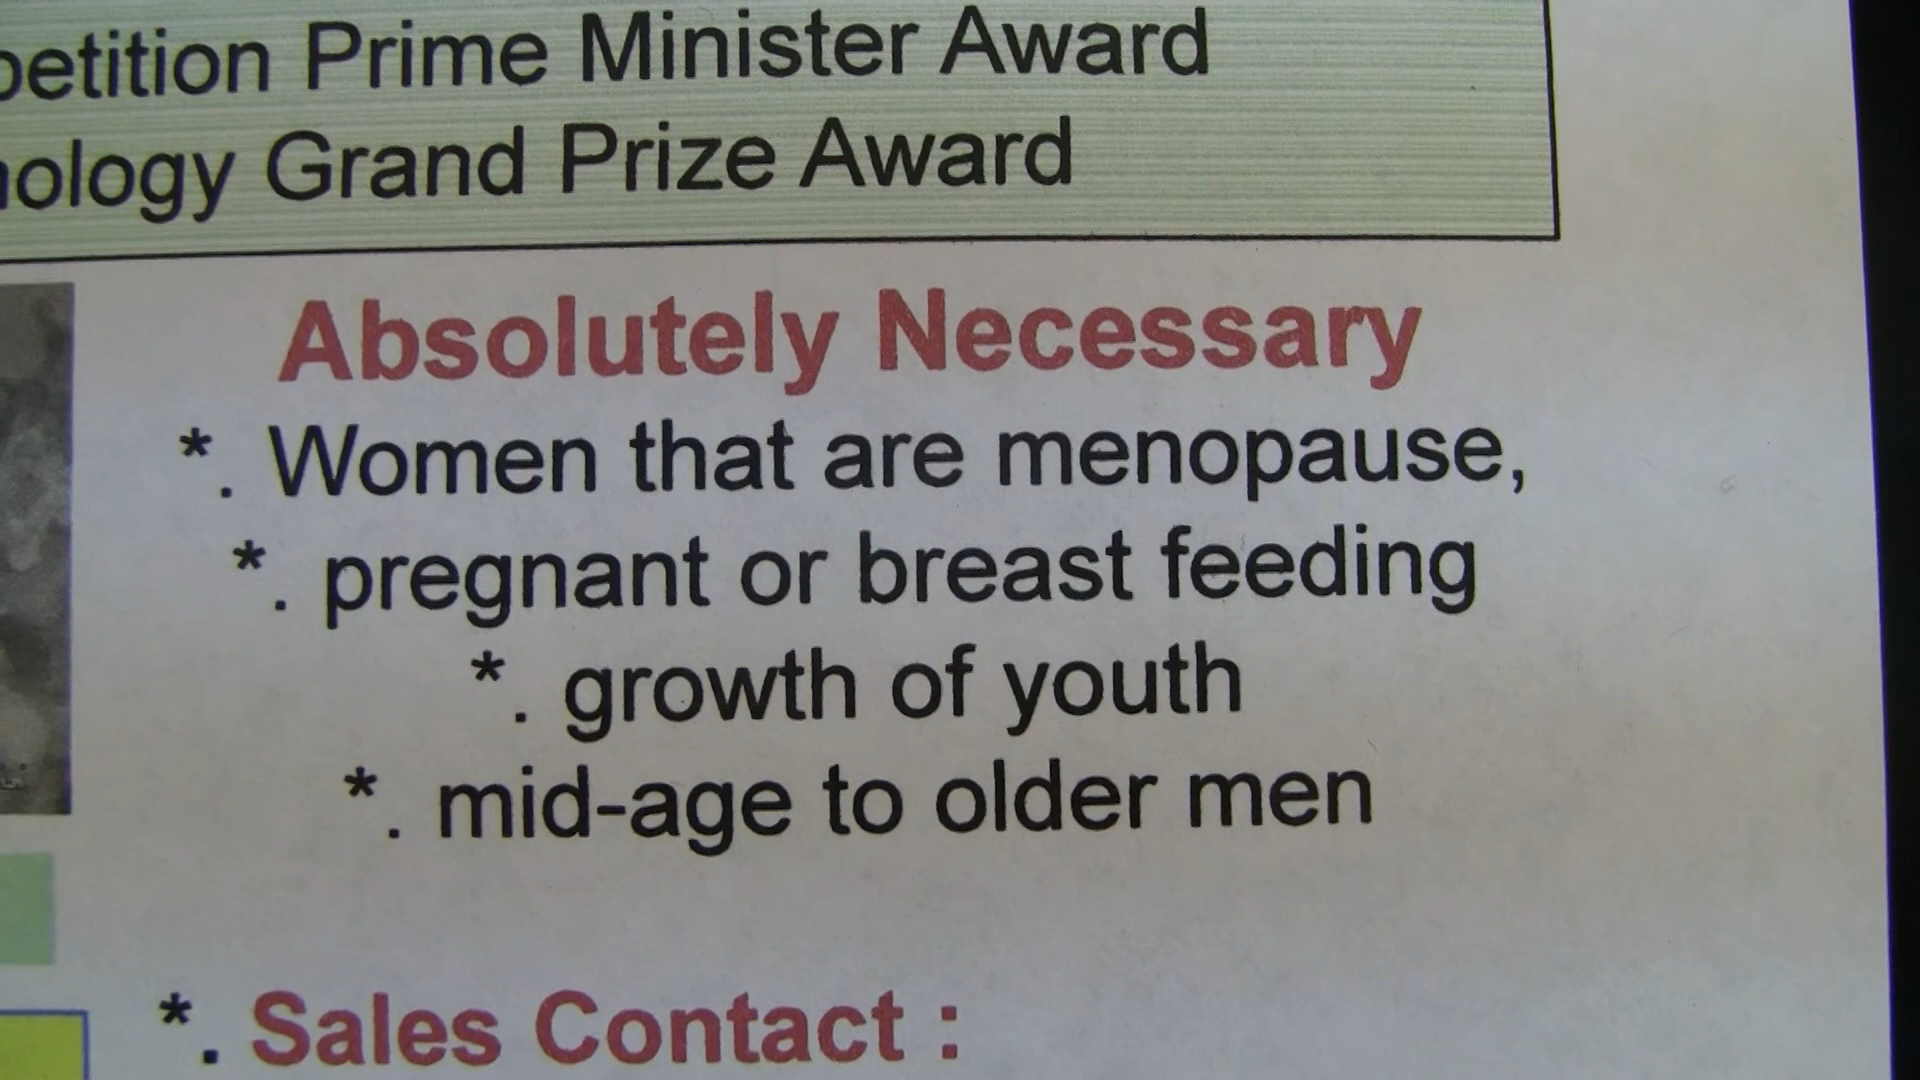 petition Prime Minister Award
nology Grand Prize Award
Absolutely Necessary
*. Women that are menopause,
*. pregnant or breast feeding
*. growth of youth
*. mid-age to older men
*. Sales Contact :